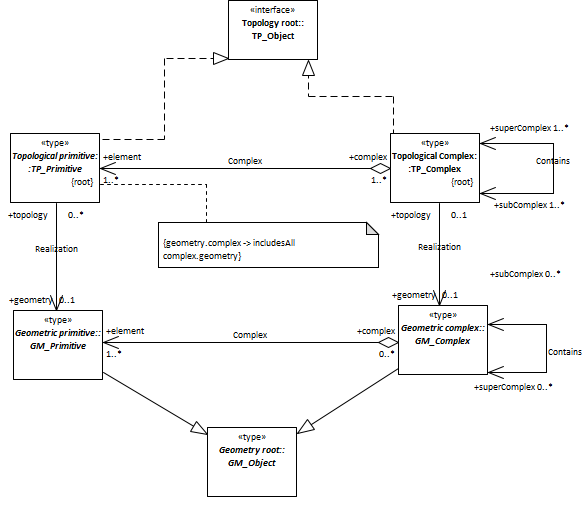 «interface»
Topology root::
TP_Object
«type»
Topological primitive:
:TP_Primitive
{root}
+element
1..*
Complex
+complex
1..*
«type»
Topological Complex:
:TP_Complex
{root}
+superComplex 1..*
Contains
+subComplex 1..*
+topology 0..*
Realization
+geometry 0..1
{geometry.complex -> includesAll
complex.geometry}
+topology 0..1
Realization
+geometry 0..1
+subComplex 0..*
«type»
Geometric primitive::
GM_Primitive
+element
1..*
Complex
+complex
0..*
«type»
Geometric complex::
GM_Complex
Contains
+superComplex 0..*
«type»
Geometry root::
GM_Object